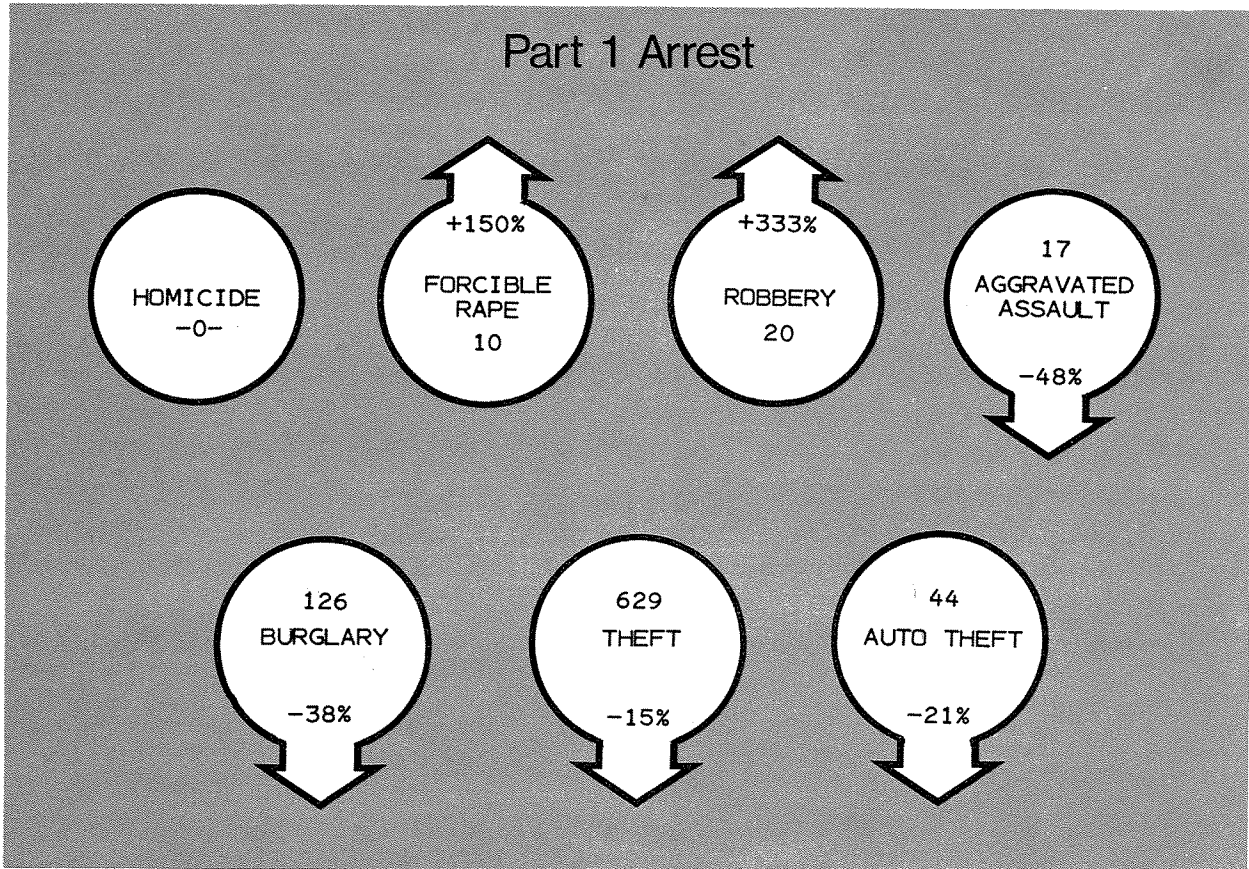 Part 1 Arrest
HOMICIDE
-0-
+150%
FORCIBLE
RAPE
10
+333%
ROBBERY
20
17
AGGRAVATED
ASSAULT
-48%
126
BURGLARY
-38%
629
THEFT
-15%
44
AUTO THEFT
-21%